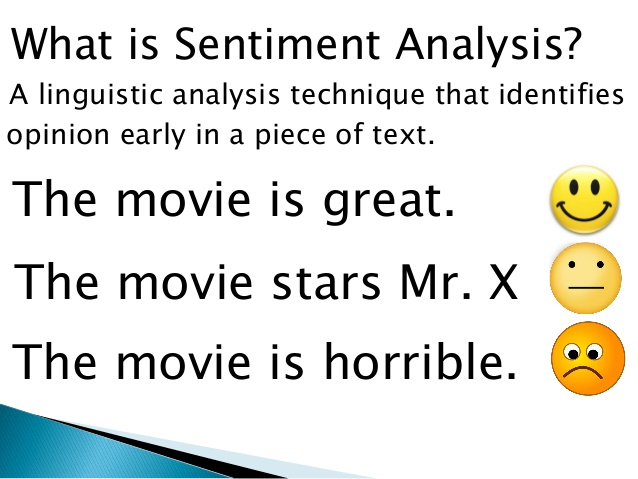 What is Sentiment Analysis?
A linguistic analysis technique that identifies
opinion early in a piece of text.
The movie is great.
The movie stars Mr. X
The movie is horrible.